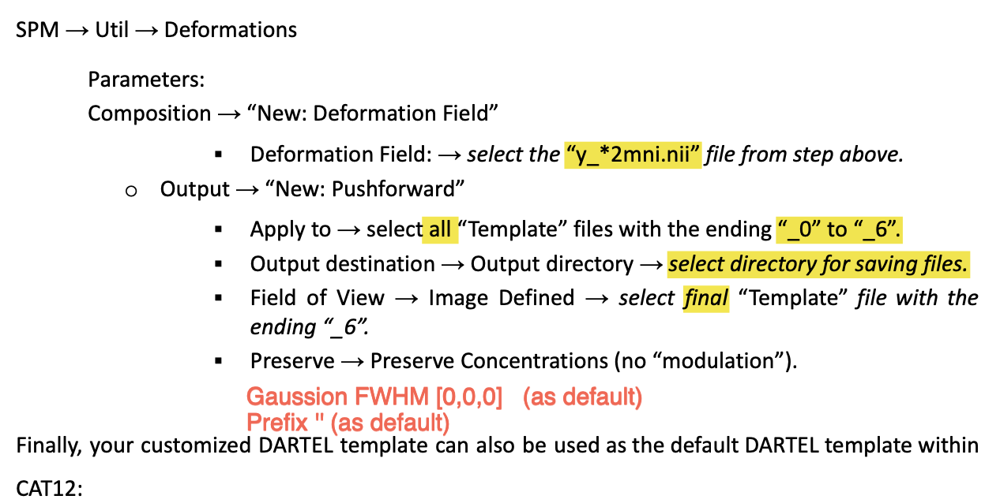 SPM → Util → Deformations
Parameters:
Composition → “New: Deformation Field”
▪ Deformation Field: → select the “y_*2mni.nii” file from step above.
o Output → “New: Pushforward”
▪ Apply to → select all “Template” files with the ending “_0” to “_6”.
▪ Output destination → Output directory → select directory for saving files.
▪ Field of View → Image Defined → select final “Template” file with the
ending “_6”.
▪ Preserve → Preserve Concentrations (no “modulation”).
Gaussion FWHM [0,0,0] (as default)
Prefix '' (as default)
Finally, your customized DARTEL template can also be used as the default DARTEL template within
CAT12: